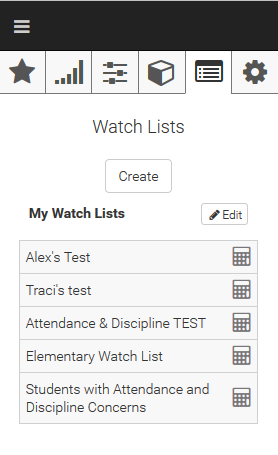 Watch Lists
Create
My Watch Lists
Edit
Alex's Test
Traci's test
Attendance & Discipline TEST
Elementary Watch List
Students with Attendance and
Discipline Concerns